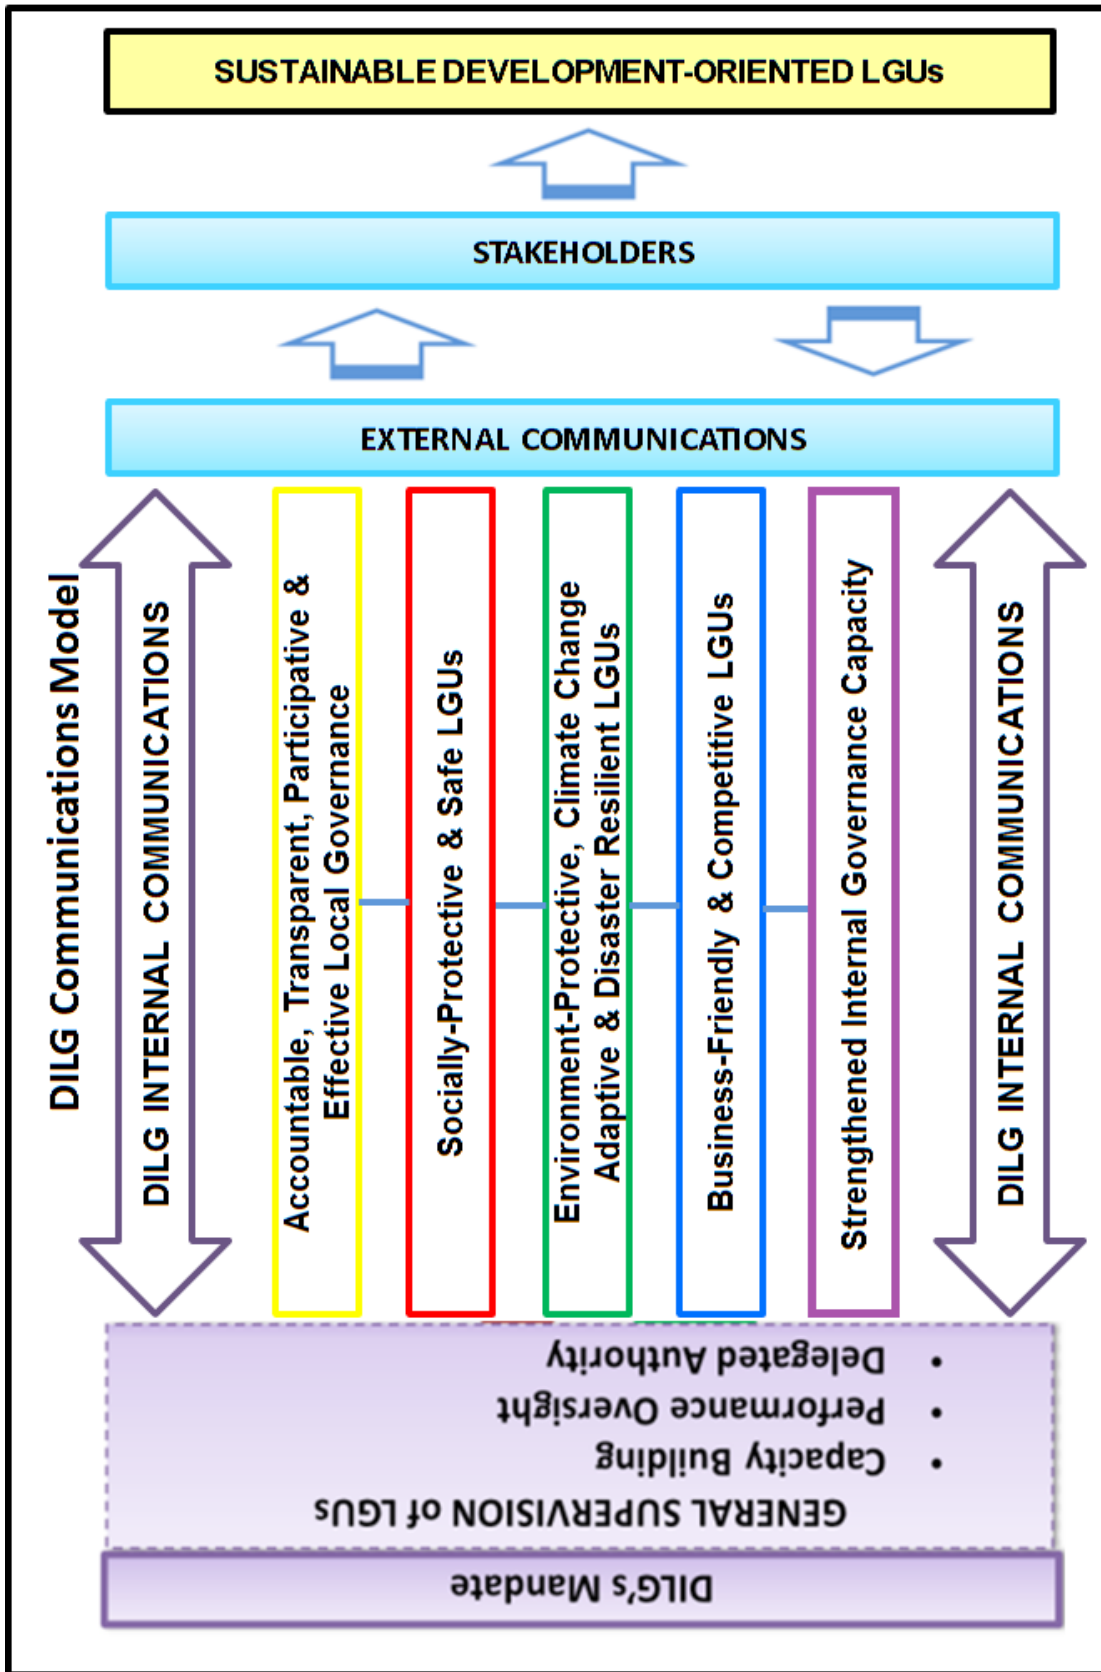 SUSTAINABLE DEVELOPMENT-ORIENTED LGUs
STAKEHOLDERS
EXTERNAL COMMUNICATIONS
DILG Communications Model
DILG INTERNAL COMMUNICATIONS
Accountable, Transparent, Participative &
Effective Local Governance
Socially-Protective & Safe LGUs
Environment-Protective, Climate Change
Adaptive & Disaster Resilient LGUs
Business-Friendly & Competitive LGUs
Strengthened Internal Governance Capacity
DILG INTERNAL COMMUNICATIONS
DILG's Mandate
GENERAL SUPERVISION of LGUs
• Capacity Building
• Performance Oversight
• Delegated Authority